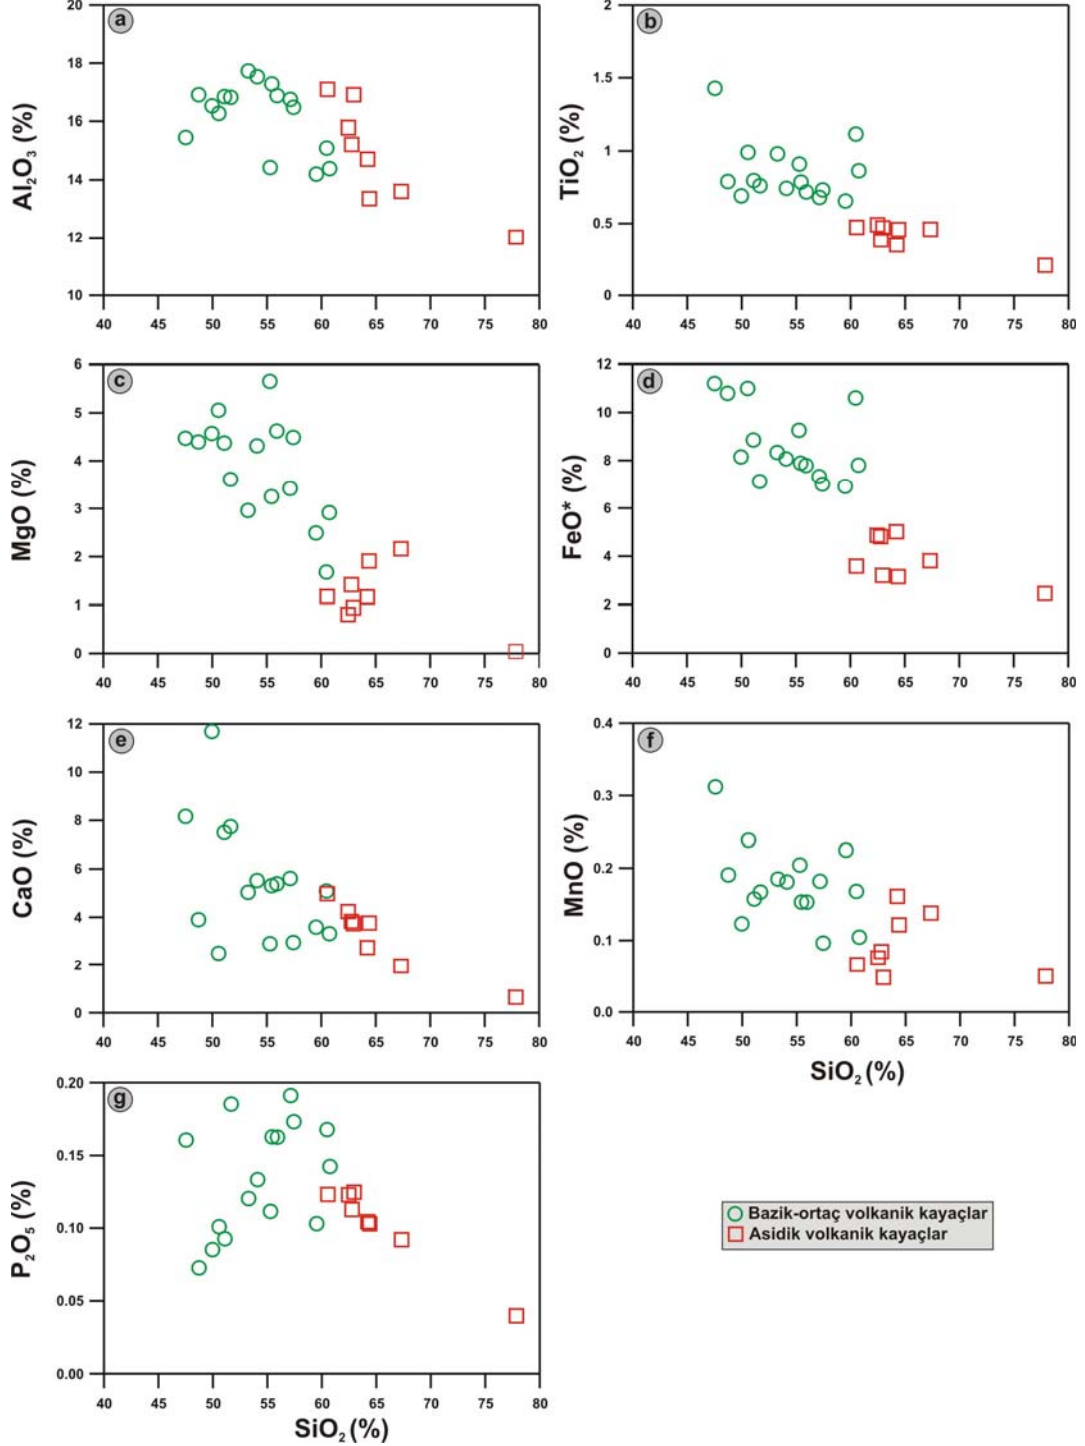 a
20
18
16
14
12
10
Al2O3 (%)
40 45 50 55 60 65 70 75 80
b
2
1.5
1
0.5
0
TiO2 (%)
40 45 50 55 60 65 70 75 80
c
6
5
4
3
2
1
0
MgO (%)
40 45 50 55 60 65 70 75 80
d
12
10
8
6
4
2
0
FeO* (%)
40 45 50 55 60 65 70 75 80
e
12
10
8
6
4
2
0
CaO (%)
40 45 50 55 60 65 70 75 80
f
0.4
0.3
0.2
0.1
0.0
MnO (%)
40 45 50 55 60 65 70 75 80
SiO2 (%)
g
0.20
0.15
0.10
0.05
0.00
P2O5 (%)
40 45 50 55 60 65 70 75 80
SiO2 (%)
Bazik-ortaç volkanik kayaçlar
Asidik volkanik kayaçlar